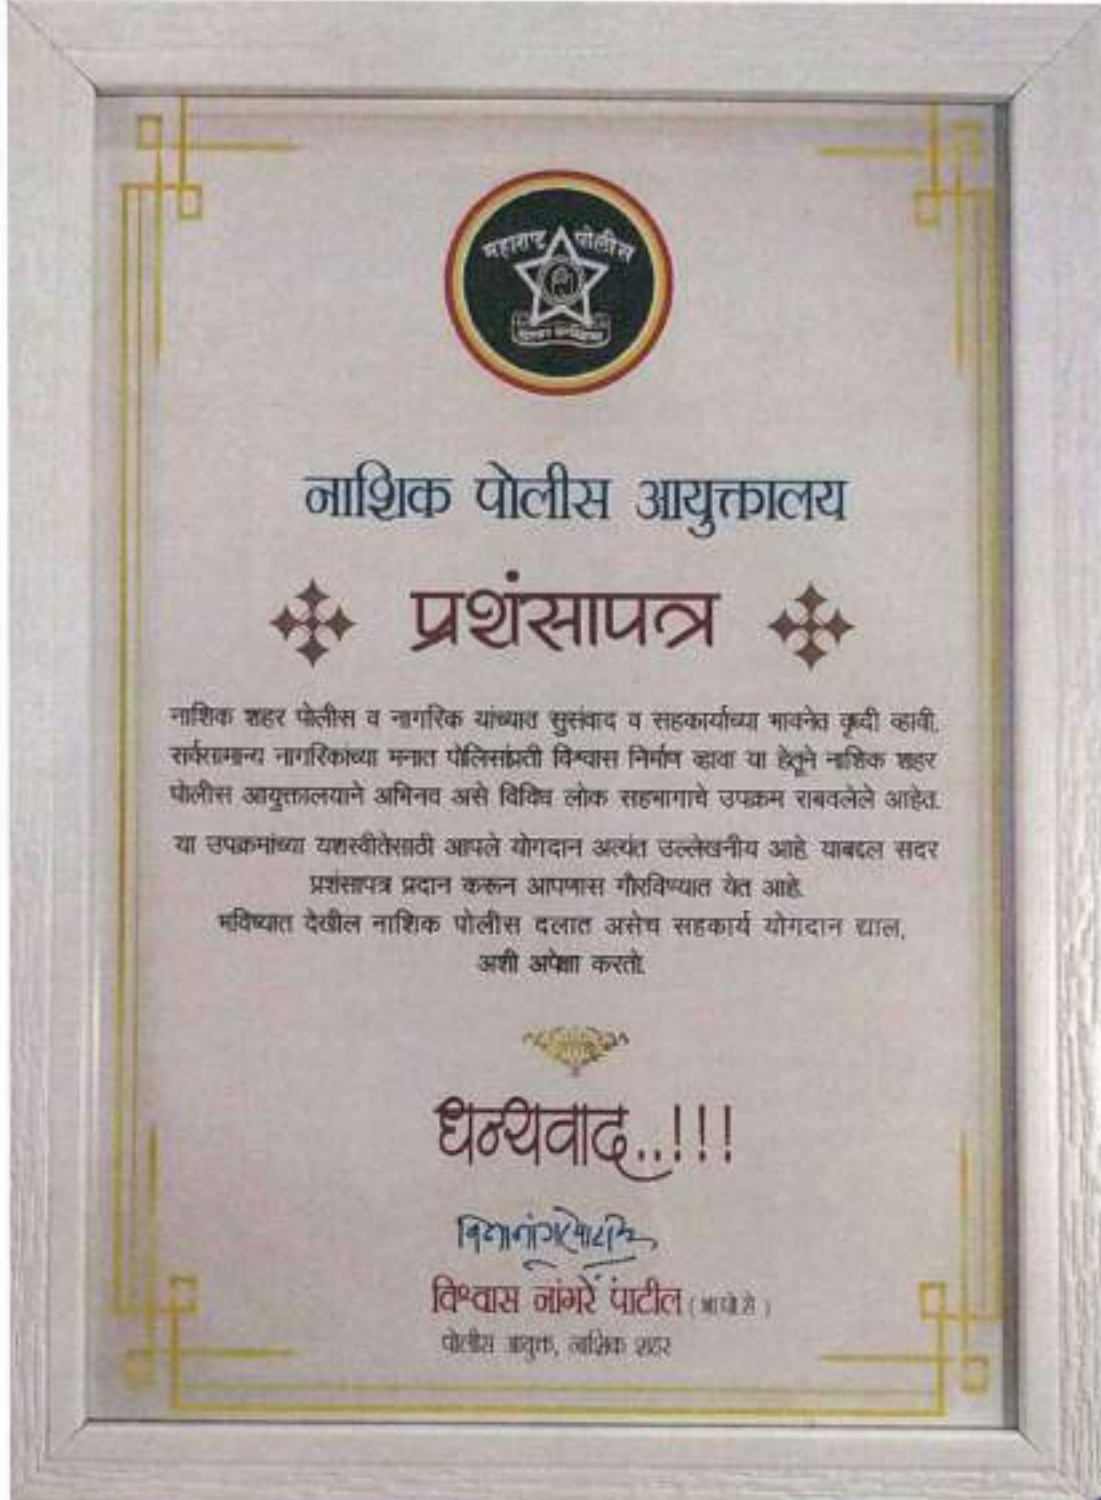 महाराष्ट्र पोलीस
नाशिक पोलीस आयुक्तालय
प्रशंसापत्र
नाशिक शहर पोलीस व नागरिक यांच्यात सुसंवाद व सहकार्याच्या भावनेत वृध्दी व्हावी.
सर्वसामान्य नागरिकांच्या मनात पोलिसांप्रती विश्वास निर्माण व्हावा या हेतूने नाशिक शहर
पोलीस आयुक्तालयाने अभिनव असे विविध लोक सहभागाचे उपक्रम राबवलेले आहेत.
या उपक्रमांच्या यशस्वीतेसाठी आपले योगदान अत्यंत उल्लेखनीय आहे. याबद्दल सदर
प्रशंसापत्र प्रदान करून आपणास गौरविण्यात येत आहे.
भविष्यात देखील नाशिक पोलीस दलात असेच सहकार्य योगदान द्याल,
अशी अपेक्षा करतो.
धन्यवाद..!!!
विश्वास नांगरे पाटील (भापोसे)
पोलीस आयुक्त, नाशिक शहर